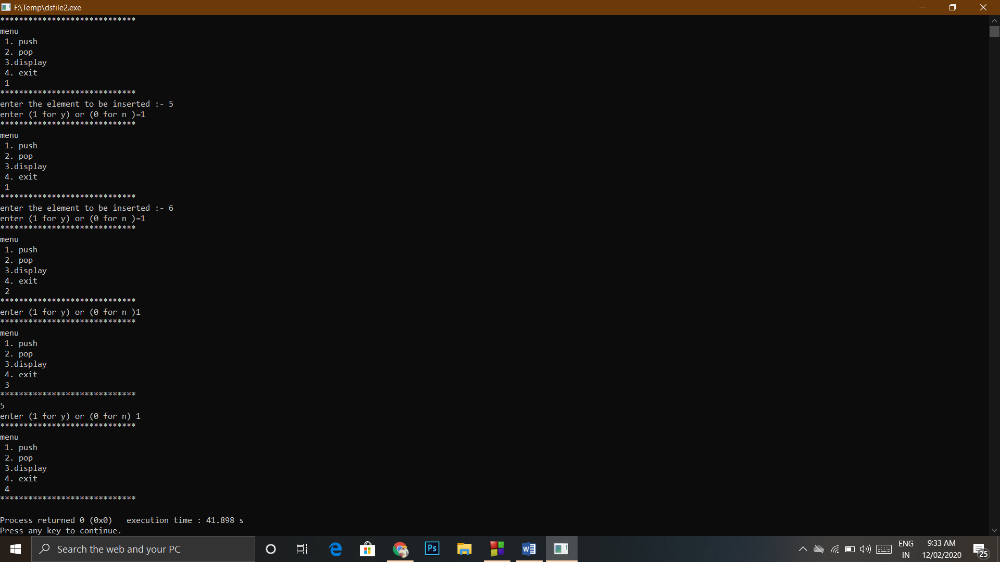 F:\Temp\dsfile2.exe
*****************************
menu
 1. push
 2. pop
 3.display
 4. exit
 1
*****************************
enter the element to be inserted :- 5
enter (1 for y) or (0 for n )=1
*****************************
menu
 1. push
 2. pop
 3.display
 4. exit
 1
*****************************
enter the element to be inserted :- 6
enter (1 for y) or (0 for n )=1
*****************************
menu
 1. push
 2. pop
 3.display
 4. exit
 2
*****************************
enter (1 for y) or (0 for n )1
*****************************
menu
 1. push
 2. pop
 3.display
 4. exit
 3
*****************************
5
enter (1 for y) or (0 for n) 1
*****************************
menu
 1. push
 2. pop
 3.display
 4. exit
 4
*****************************
Process returned 0 (0x0)   execution time : 41.898 s
Press any key to continue.
Search the web and your PC
Ps
W
ENG
IN
9:33 AM
12/02/2020
25